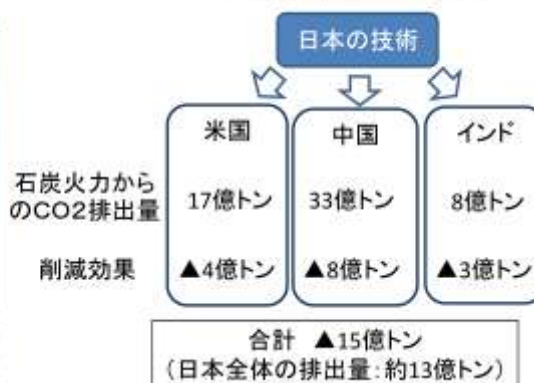 日本の技術
米国 中国 インド
石炭火力から
のCO2排出量
17億トン 33億トン 8億トン
削減効果 ▲4億トン ▲8億トン ▲3億トン
合計 ▲15億トン
(日本全体の排出量:約13億トン)